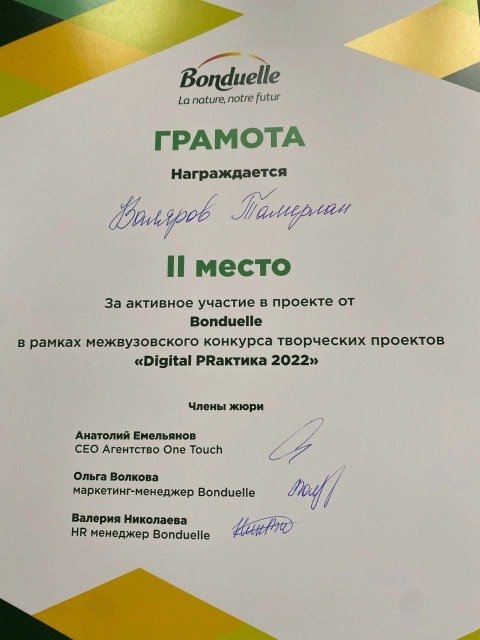 Bonduelle
La nature, notre futur
ГРАМОТА
Награждается
Валяров Тамерлан
II место
За активное участие в проекте от
Bonduelle
в рамках межвузовского конкурса творческих проектов
«Digital PRактика 2022»
Члены жюри
Анатолий Емельянов
CEO Агентство One Touch
Ольга Волкова
маркетинг-менеджер Bonduelle
Валерия Николаева
HR менеджер Bonduelle